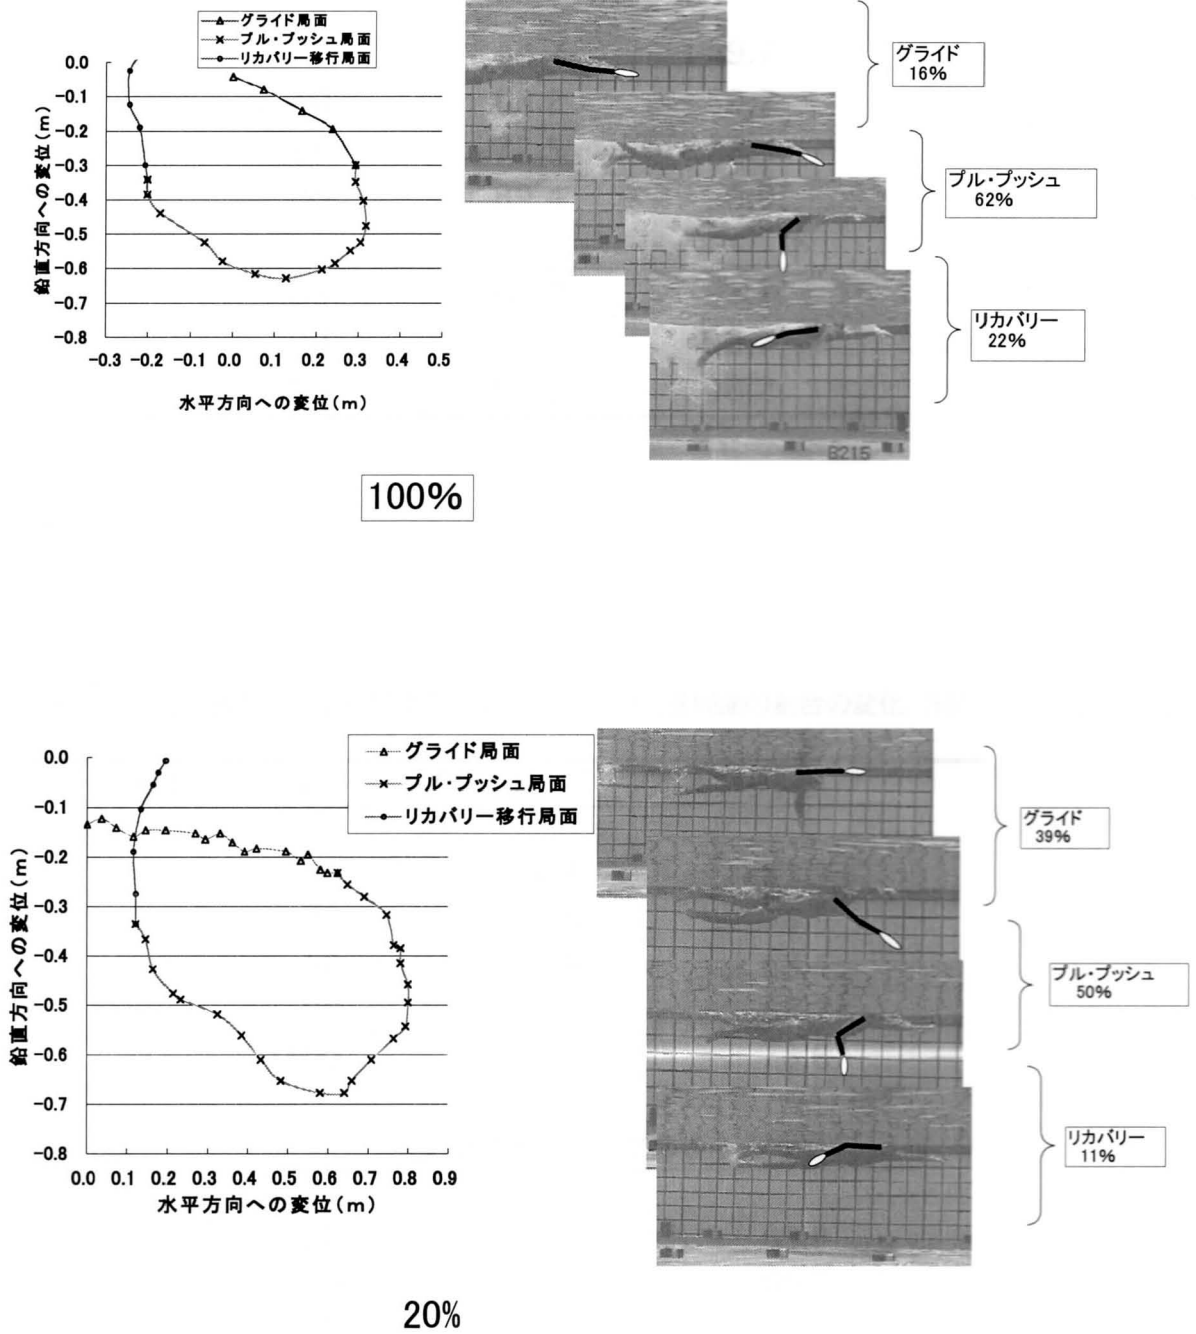 グライド局面
プル・プッシュ局面
リカバリー移行局面
0.0
-0.1
-0.2
-0.3
-0.4
-0.5
-0.6
-0.7
-0.8
鉛直方向への変位(m)
-0.3 -0.2 -0.1 0.0 0.1 0.2 0.3 0.4 0.5
水平方向への変位(m)
グライド
16%
プル・プッシュ
62%
リカバリー
22%
B215
100%
グライド局面
プル・プッシュ局面
リカバリー移行局面
0.0
-0.1
-0.2
-0.3
-0.4
-0.5
-0.6
-0.7
-0.8
鉛直方向への変位(m)
0.0 0.1 0.2 0.3 0.4 0.5 0.6 0.7 0.8 0.9
水平方向への変位(m)
グライド
39%
プル・プッシュ
50%
リカバリー
11%
20%